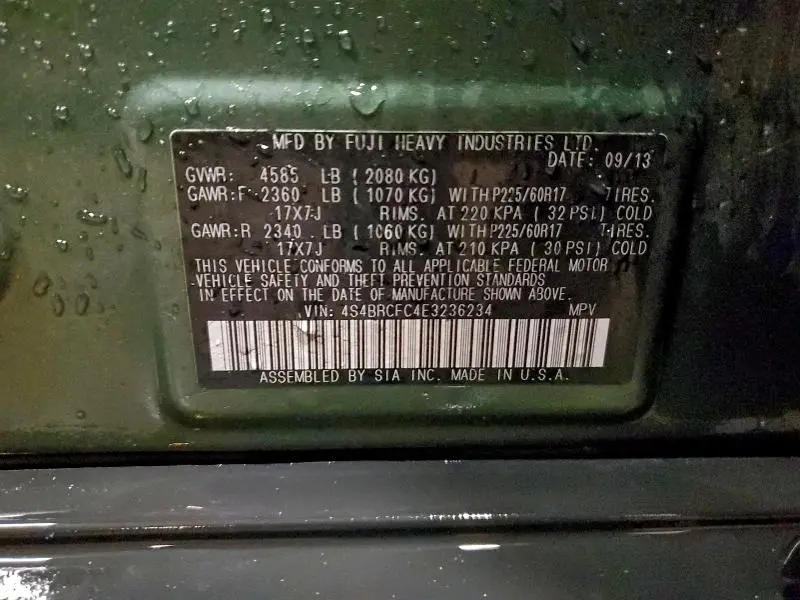 MFD BY FUJI HEAVY INDUSTRIES LTD.
DATE: 09/13
GVWR: 4585 LB ( 2080 KG)
GAWR:F 2360 LB ( 1070 KG) WITH P225/60R17 TIRES.
17X7J RIMS. AT 220 KPA ( 32 PSI) COLD
GAWR:R 2340 LB ( 1060 KG) WITH P225/60R17 TIRES.
17X7J RIMS. AT 210 KPA ( 30 PSI) COLD
THIS VEHICLE CONFORMS TO ALL APPLICABLE FEDERAL MOTOR
VEHICLE SAFETY AND THEFT PREVENTION STANDARDS
IN EFFECT ON THE DATE OF MANUFACTURE SHOWN ABOVE.
VIN: 4S4BRCFC4E3236234 MPV
ASSEMBLED BY SIA INC. MADE IN U.S.A.